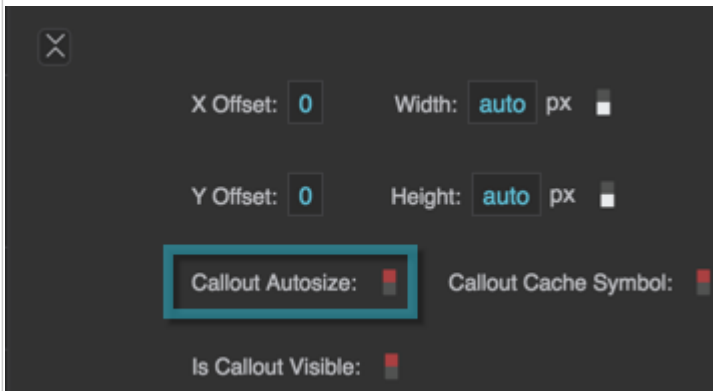 X Offset: 0 Width: auto px
Y Offset: 0 Height: auto px
Callout Autosize: Callout Cache Symbol:
Is Callout Visible: